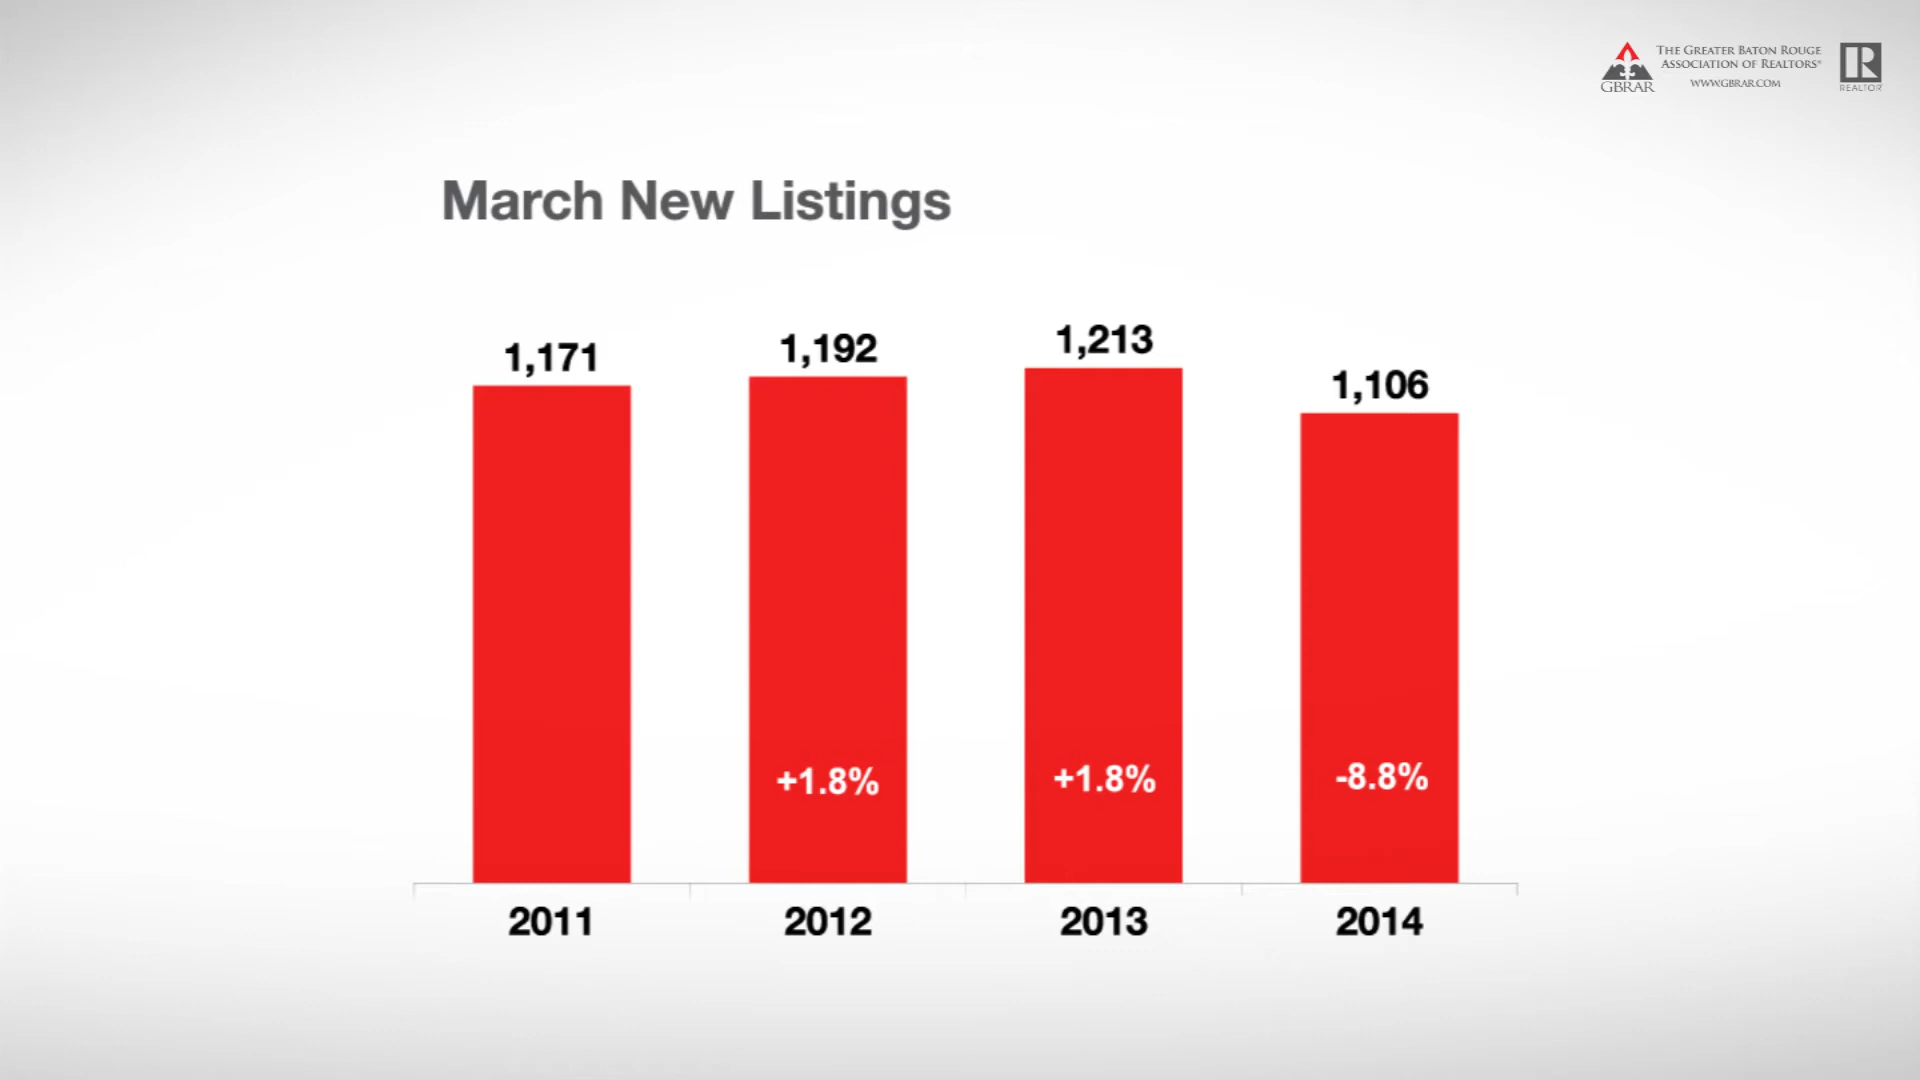 THE GREATER BATON ROUGE
ASSOCIATION OF REALTORS®
WWW.GBRAR.COM
GBRAR
R
REALTOR®
March New Listings
1,171
1,192
1,213
1,106
+1.8%
+1.8%
-8.8%
2011
2012
2013
2014